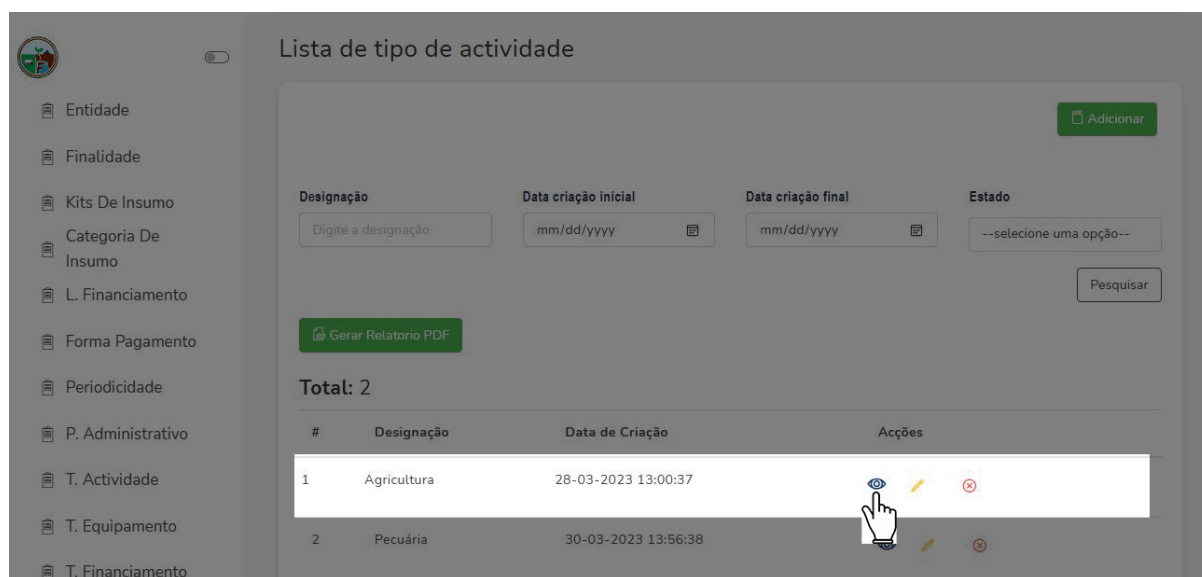 Lista de tipo de actividade
Entidade
Finalidade
Kits De Insumo
Categoria De
Insumo
L. Financiamento
Forma Pagamento
Periodicidade
P. Administrativo
T. Actividade
T. Equipamento
T. Financiamento
Adicionar
Designação Data criação inicial Data criação final Estado
Digite a designação mm/dd/yyyy mm/dd/yyyy --selecione uma opção--
Pesquisar
Gerar Relatorio PDF
Total: 2
# Designação Data de Criação Acções
1 Agricultura 28-03-2023 13:00:37
2 Pecuária 30-03-2023 13:56:38